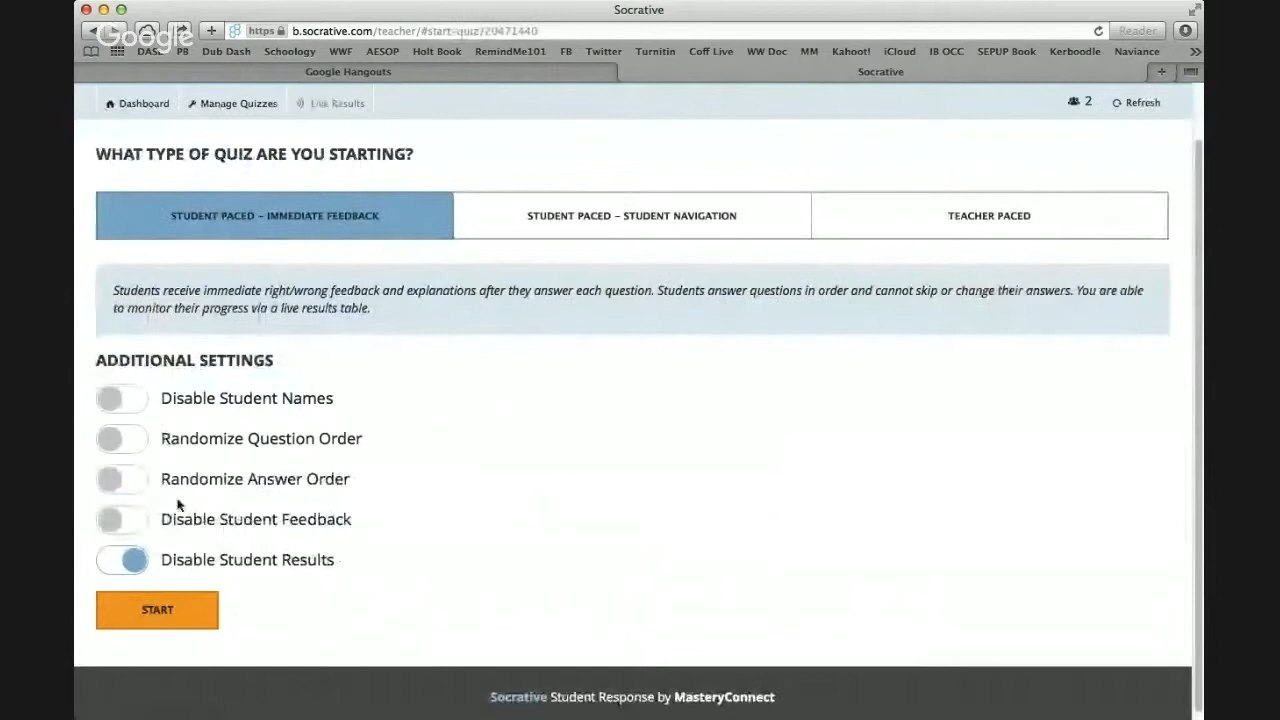 Socrative
Google
https b.socrative.com/teacher/#start-quiz/20471440
Reader
DASL PB Dub Dash Schoology WWF AESOP Holt Book RemindMe101 FB Twitter Turnitin Coff Live WW Doc MM Kahoot! iCloud IB OCC SEPUP Book Kerboodle Naviance
Google Hangouts
Socrative
Dashboard Manage Quizzes Live Results
2 Refresh
WHAT TYPE OF QUIZ ARE YOU STARTING?
STUDENT PACED – IMMEDIATE FEEDBACK
STUDENT PACED – STUDENT NAVIGATION
TEACHER PACED
Students receive immediate right/wrong feedback and explanations after they answer each question. Students answer questions in order and cannot skip or change their answers. You are able
to monitor their progress via a live results table.
ADDITIONAL SETTINGS
Disable Student Names
Randomize Question Order
Randomize Answer Order
Disable Student Feedback
Disable Student Results
START
Socrative Student Response by MasteryConnect